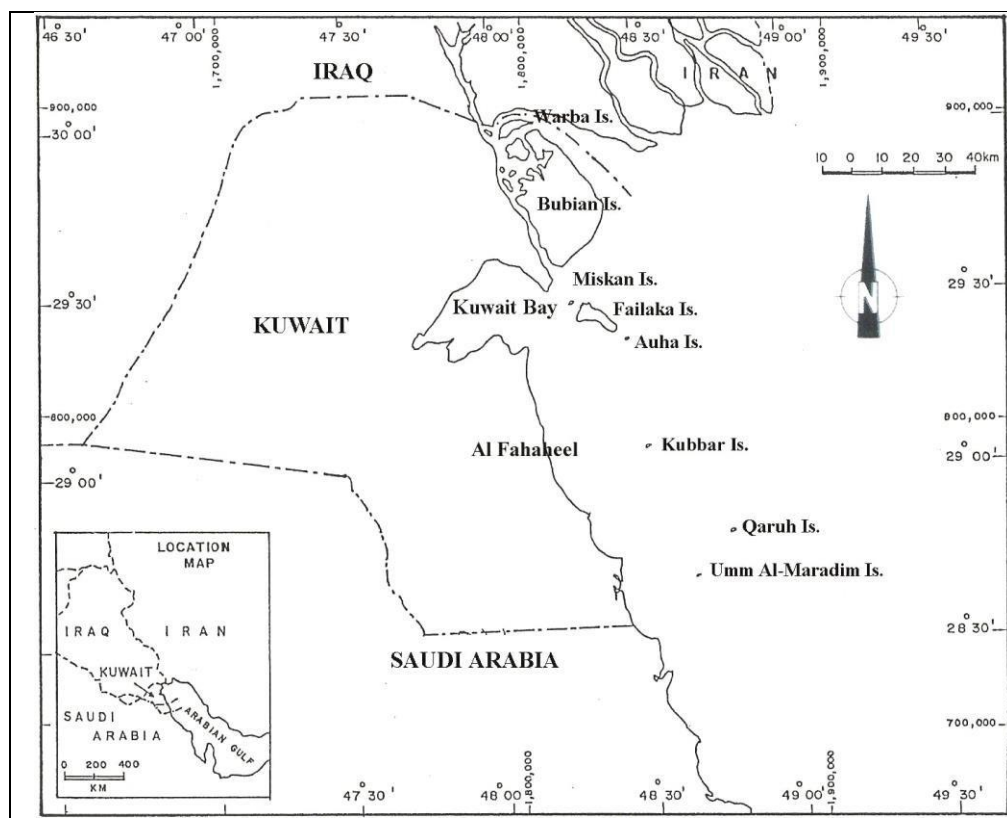 46° 30' 47° 00' 47° 30' 48° 00' 48° 30' 49° 00' 49° 30'
1,700,000 1,800,000 1,900,000
IRAQ
IRAN
900,000
900,000
30° 00'
Warba Is.
10 0 10 20 30 40km
Bubian Is.
N
Miskan Is.
29° 30'
29° 30'
Kuwait Bay
Failaka Is.
KUWAIT
Auha Is.
800,000
800,000
Al Fahaheel
Kubbar Is.
29° 00'
29° 00'
Qaruh Is.
Umm Al-Maradim Is.
28° 30'
SAUDI ARABIA
700,000
LOCATION
MAP
IRAQ
IRAN
KUWAIT
SAUDI
ARABIA
ARABIAN GULF
0 200 400
KM
47° 30' 48° 00' 48° 30' 49° 00' 49° 30'
1,800,000 1,900,000